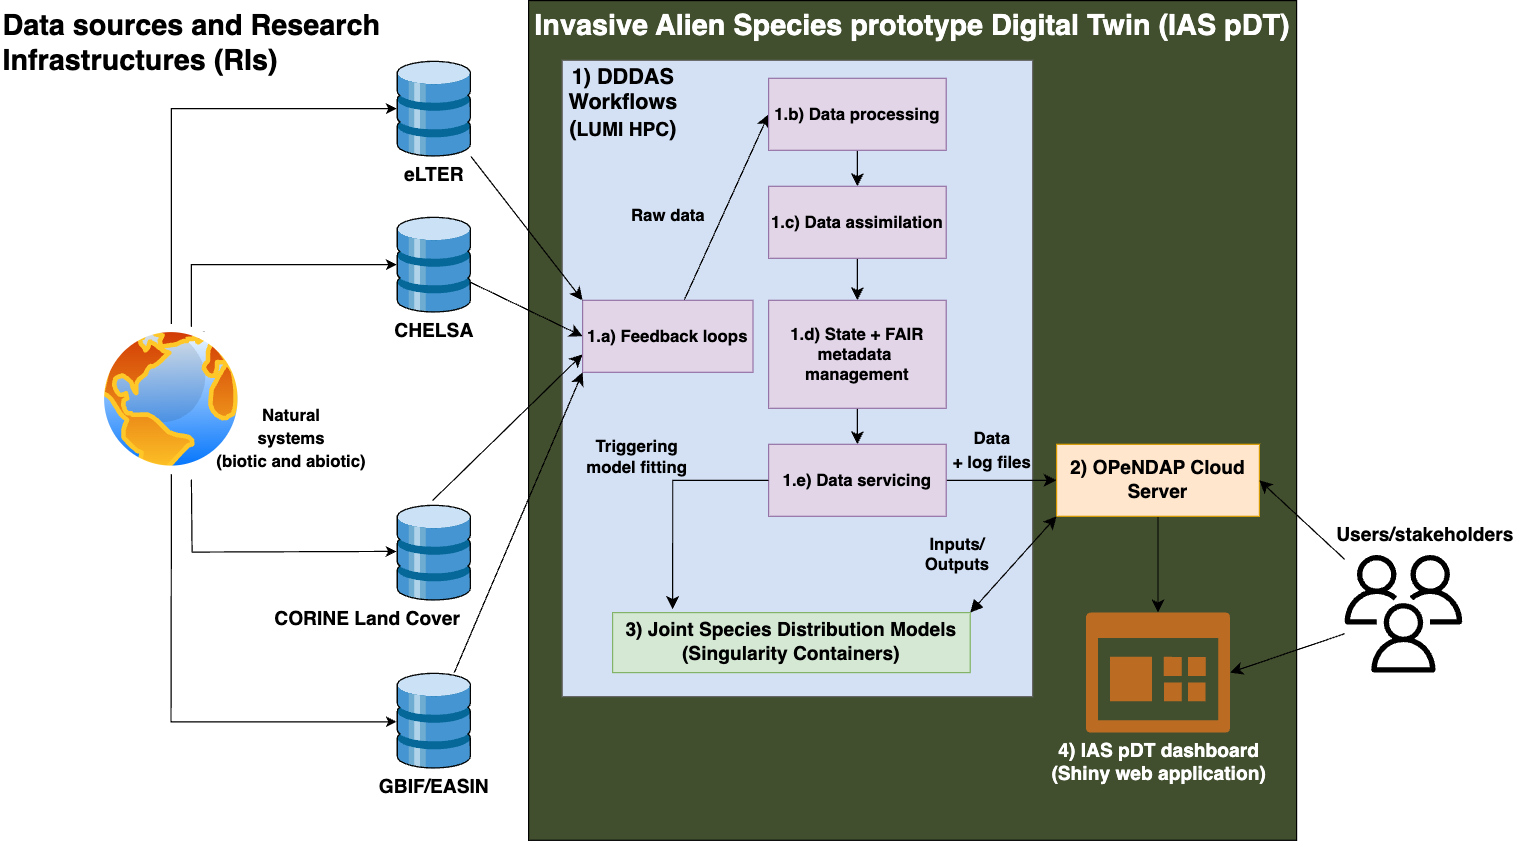 Data sources and Research
Infrastructures (RIs)
eLTER
CHELSA
Natural
systems
(biotic and abiotic)
CORINE Land Cover
GBIF/EASIN
Invasive Alien Species prototype Digital Twin (IAS pDT)
1) DDDAS
Workflows
(LUMI HPC)
1.b) Data processing
Raw data
1.c) Data assimilation
1.a) Feedback loops
1.d) State + FAIR
metadata
management
Triggering
model fitting
1.e) Data servicing
Data
+ log files
2) OPeNDAP Cloud
Server
Inputs/
Outputs
3) Joint Species Distribution Models
(Singularity Containers)
Users/stakeholders
4) IAS pDT dashboard
(Shiny web application)